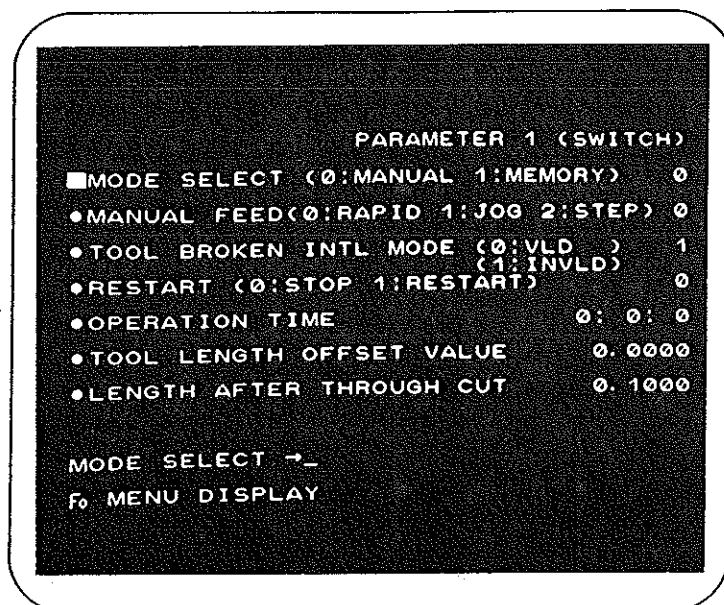 PARAMETER 1 (SWITCH)
■MODE SELECT (0:MANUAL 1:MEMORY) 0
●MANUAL FEED(0:RAPID 1:JOG 2:STEP) 0
●TOOL BROKEN INTL MODE (0:VLD ) 1
(1:INVLD)
●RESTART (0:STOP 1:RESTART) 0
●OPERATION TIME 0: 0: 0
●TOOL LENGTH OFFSET VALUE 0.0000
●LENGTH AFTER THROUGH CUT 0.1000
MODE SELECT →_
F0 MENU DISPLAY